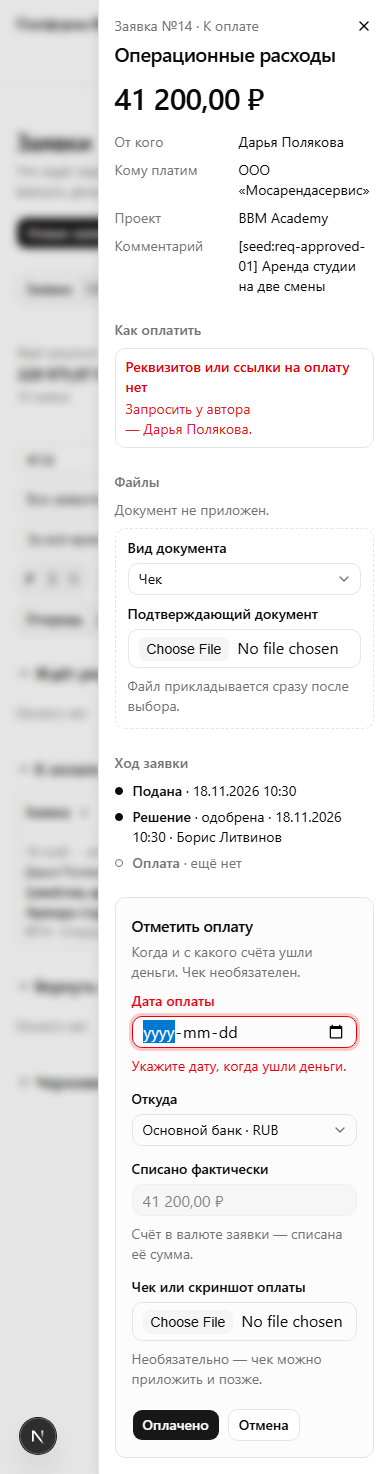 Заявка №14 · К оплате
Операционные расходы
41 200,00 ₽
От кого
Дарья Полякова
Кому платим
ООО
«Мосарендасервис»
Проект
BBM Academy
Комментарий
[seed:req-approved-
01] Аренда студии
на две смены
Как оплатить
Реквизитов или ссылки на оплату
нет
Запросить у автора
— Дарья Полякова.
Файлы
Документ не приложен.
Вид документа
Чек
Подтверждающий документ
Choose File No file chosen
Файл прикладывается сразу после
выбора.
Ход заявки
Подана · 18.11.2026 10:30
Решение · одобрена · 18.11.2026
10:30 · Борис Литвинов
Оплата · ещё нет
Отметить оплату
Когда и с какого счёта ушли
деньги. Чек необязателен.
Дата оплаты
yyyy-mm-dd
Укажите дату, когда ушли деньги.
Откуда
Основной банк · RUB
Списано фактически
41 200,00 ₽
Счёт в валюте заявки — списана
её сумма.
Чек или скриншот оплаты
Choose File No file chosen
Необязательно — чек можно
приложить и позже.
Оплачено
Отмена
N